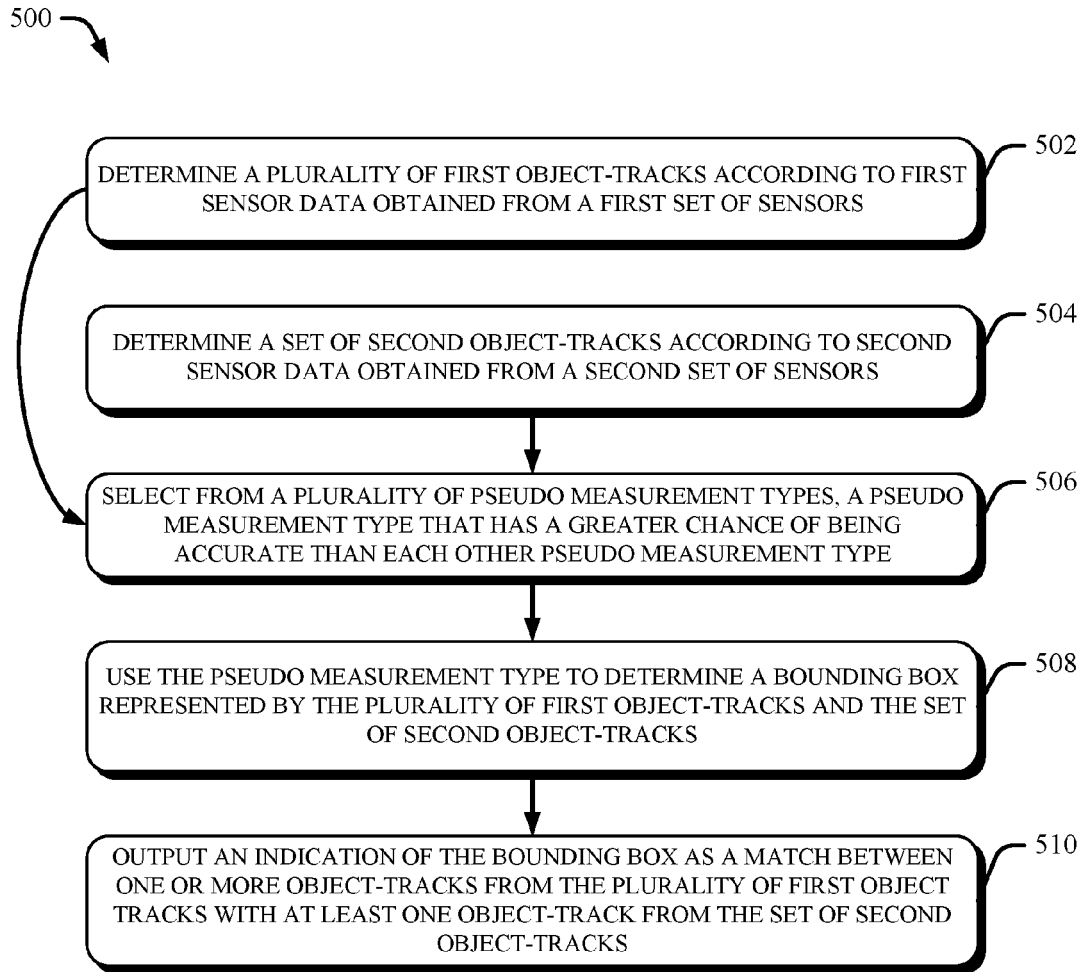 500
502
DETERMINE A PLURALITY OF FIRST OBJECT-TRACKS ACCORDING TO FIRST
SENSOR DATA OBTAINED FROM A FIRST SET OF SENSORS
504
DETERMINE A SET OF SECOND OBJECT-TRACKS ACCORDING TO SECOND
SENSOR DATA OBTAINED FROM A SECOND SET OF SENSORS
506
SELECT FROM A PLURALITY OF PSEUDO MEASUREMENT TYPES, A PSEUDO
MEASUREMENT TYPE THAT HAS A GREATER CHANCE OF BEING
ACCURATE THAN EACH OTHER PSEUDO MEASUREMENT TYPE
508
USE THE PSEUDO MEASUREMENT TYPE TO DETERMINE A BOUNDING BOX
REPRESENTED BY THE PLURALITY OF FIRST OBJECT-TRACKS AND THE SET
OF SECOND OBJECT-TRACKS
510
OUTPUT AN INDICATION OF THE BOUNDING BOX AS A MATCH BETWEEN
ONE OR MORE OBJECT-TRACKS FROM THE PLURALITY OF FIRST OBJECT
TRACKS WITH AT LEAST ONE OBJECT-TRACK FROM THE SET OF SECOND
OBJECT-TRACKS